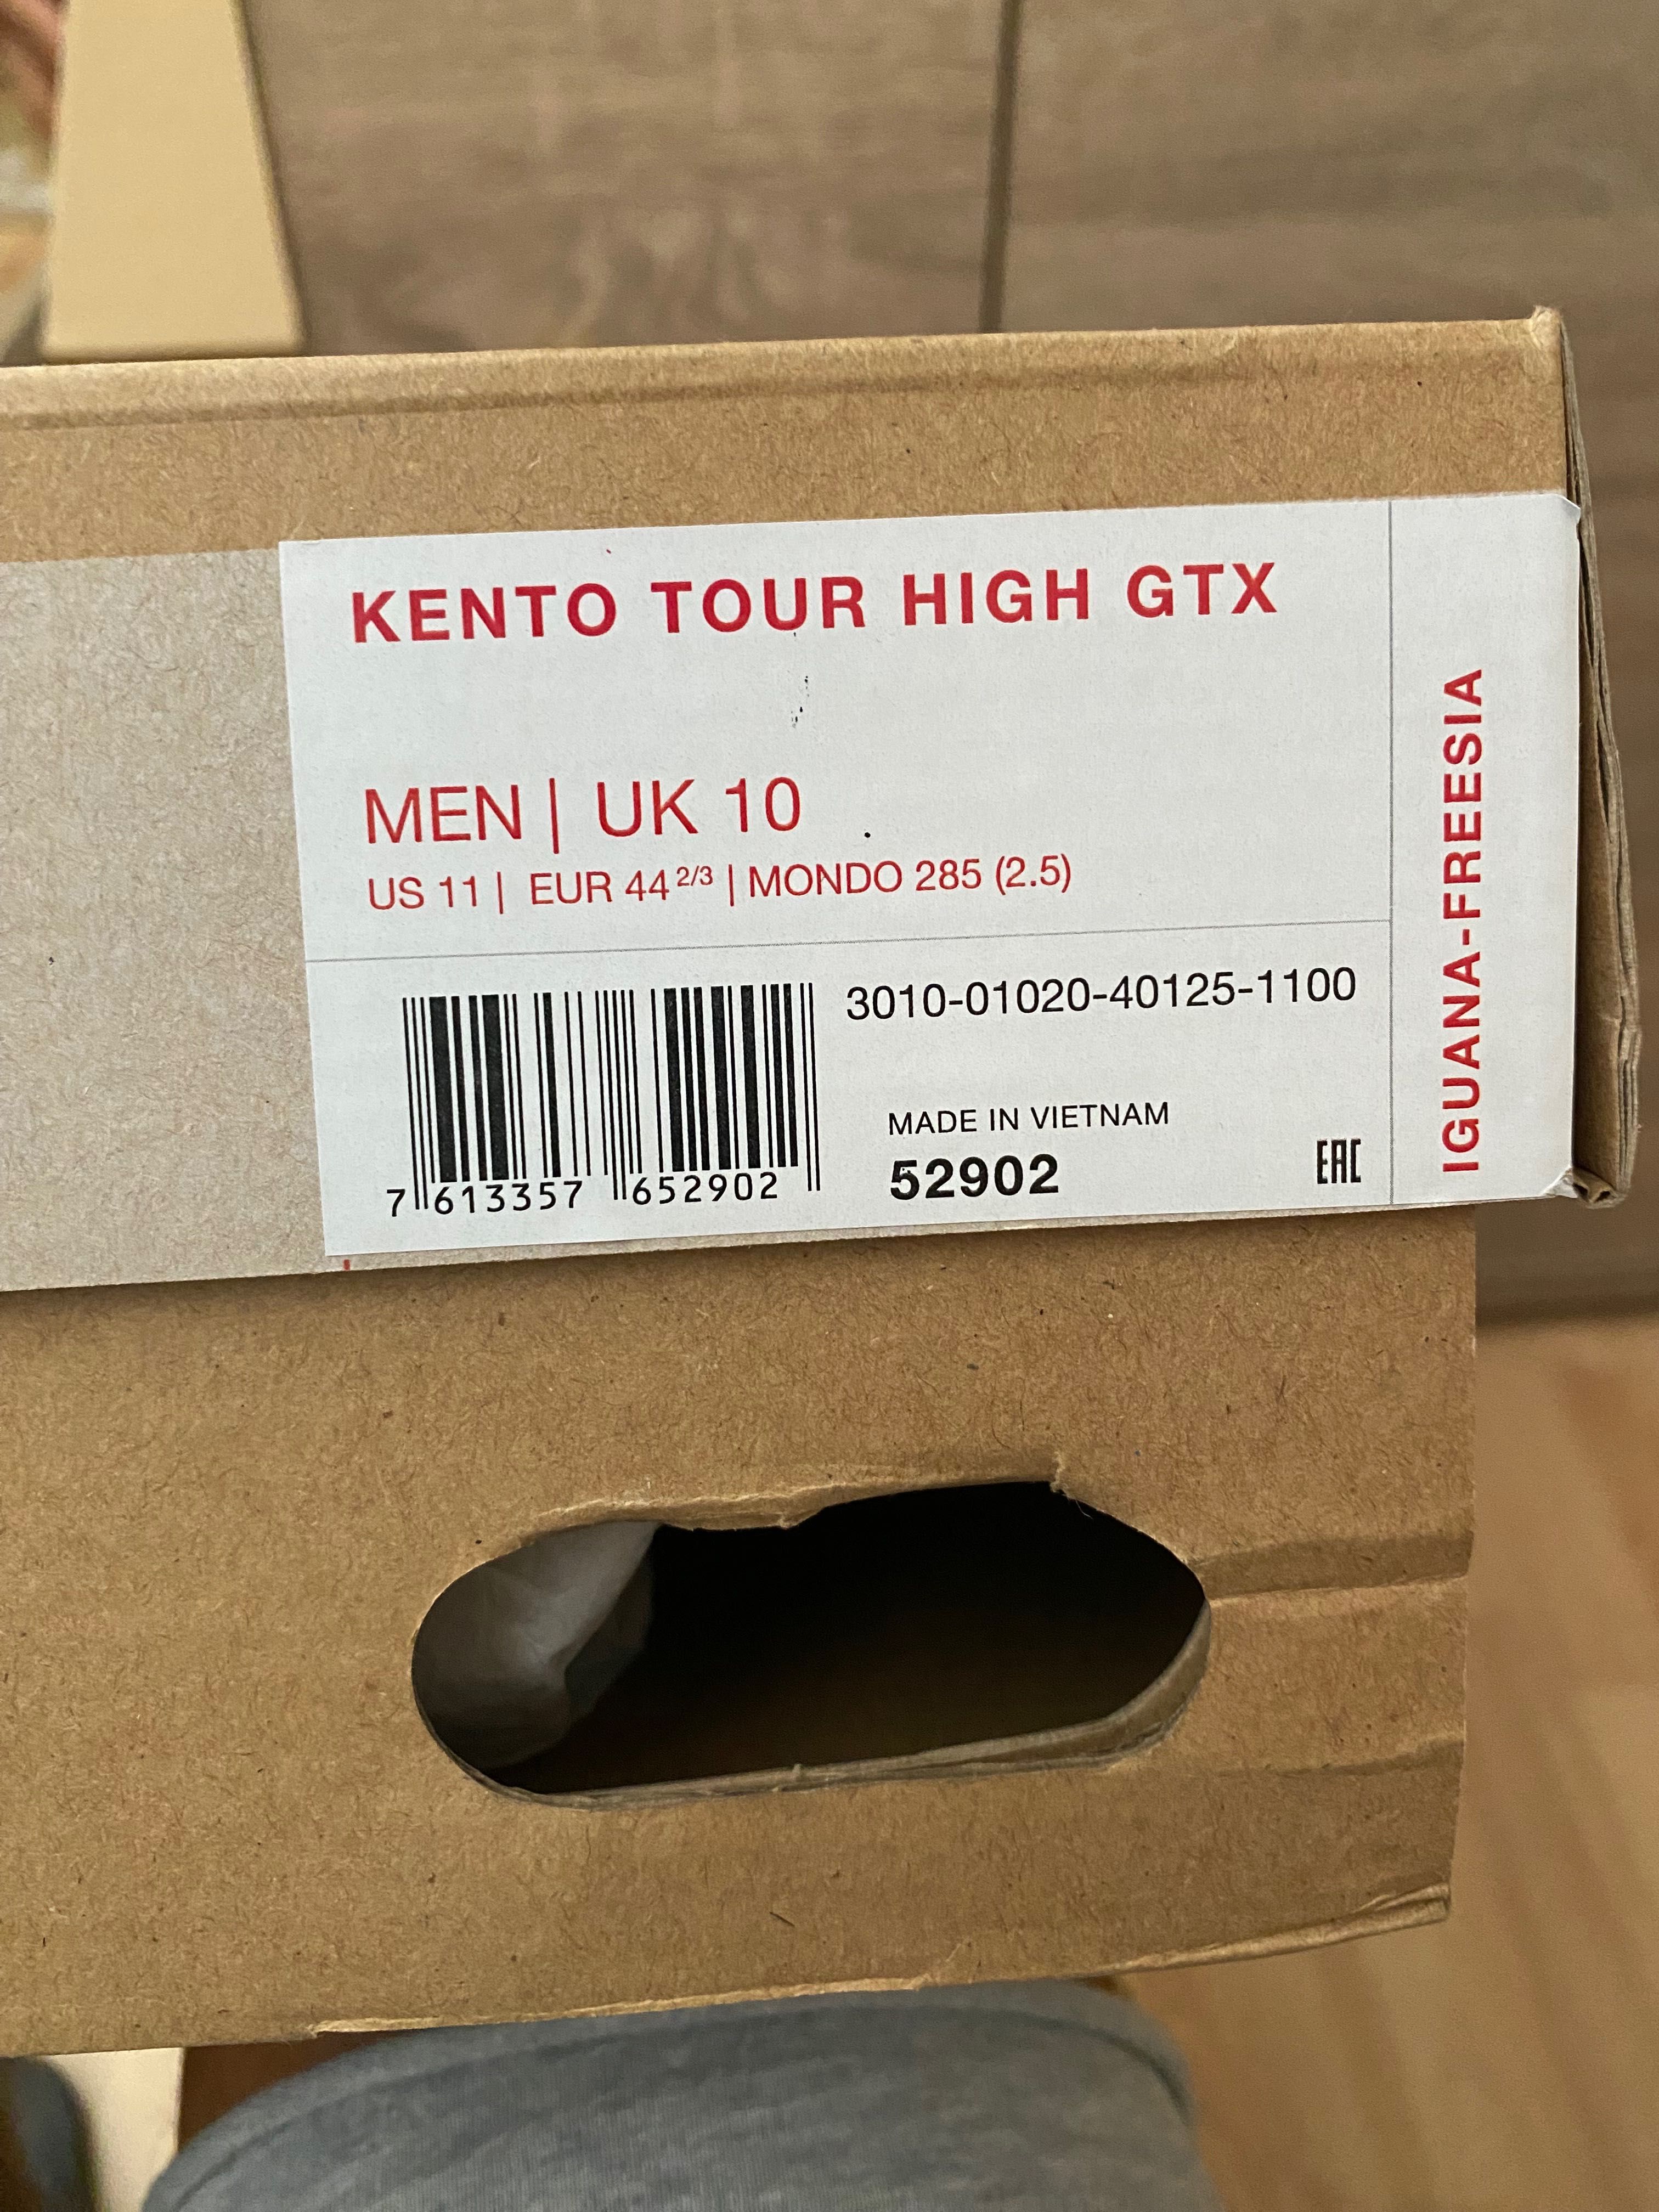 KENTO TOUR HIGH GTX
MEN | UK 10
US 11 | EUR 44 2/3 | MONDO 285 (2.5)
3010-01020-40125-1100
MADE IN VIETNAM
52902
EAC
7 613357 652902
IGUANA-FREESIA